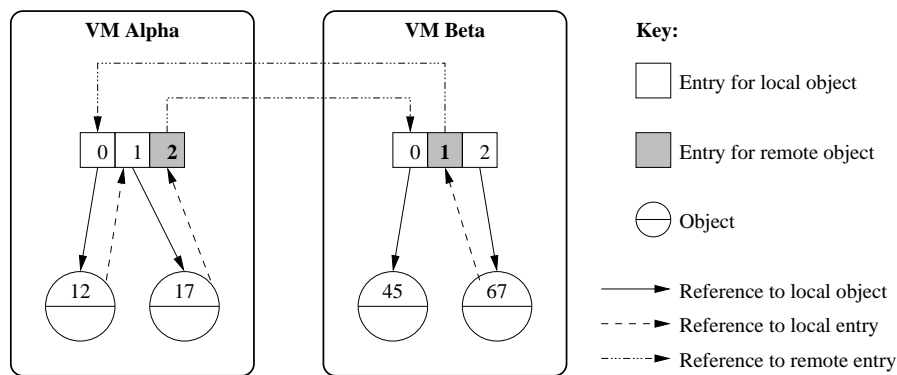 VM Alpha
VM Beta
Key:
Entry for local object
0 1 2
0 1 2
Entry for remote object
Object
12 17
45 67
Reference to local object
Reference to local entry
Reference to remote entry